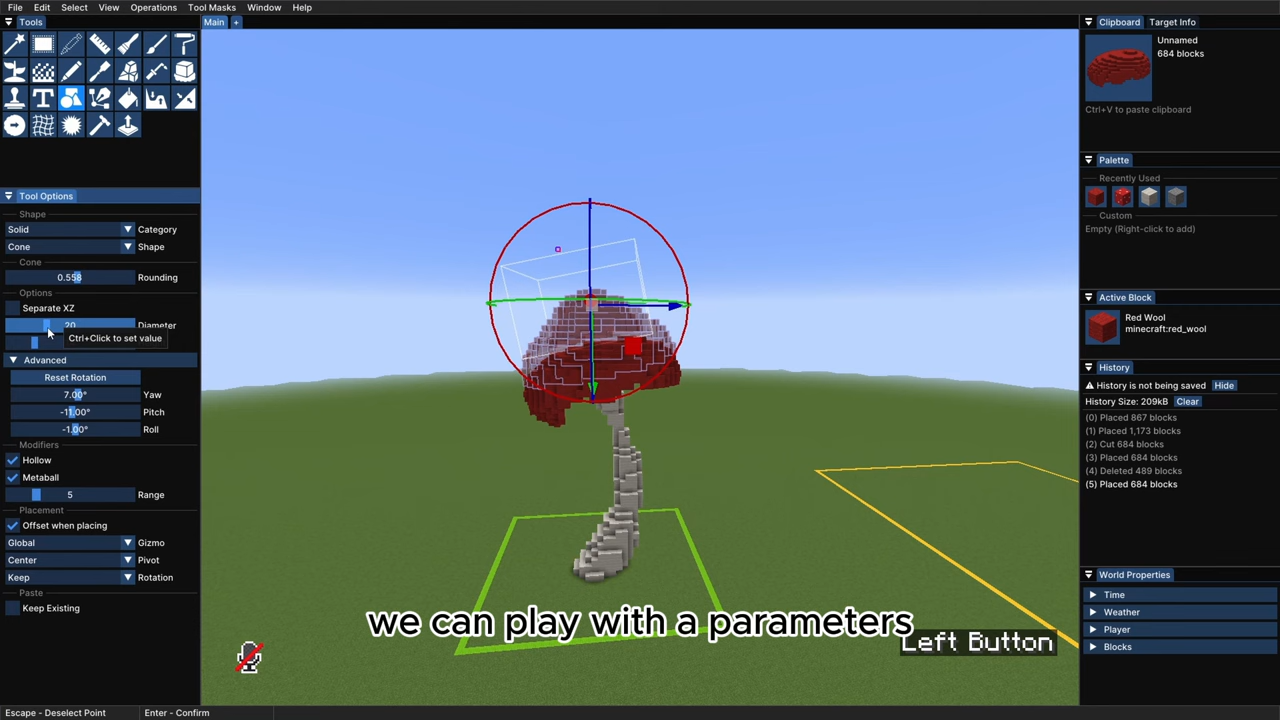 File Edit Select View Operations Tool Masks Window Help
Tools
Main +
Clipboard Target Info
Unnamed
684 blocks
Ctrl+V to paste clipboard
Palette
Recently Used
Custom
Empty (Right-click to add)
Active Block
Red Wool
minecraft:red_wool
History
History is not being saved Hide
History Size: 209kB Clear
(0) Placed 867 blocks
(1) Placed 1,173 blocks
(2) Cut 684 blocks
(3) Placed 684 blocks
(4) Deleted 489 blocks
(5) Placed 684 blocks
World Properties
Time
Weather
Player
Blocks
Tool Options
Shape
Solid Category
Cone Shape
Cone
0.558 Rounding
Options
Separate XZ
20 Diameter
Ctrl+Click to set value
Advanced
Reset Rotation
7.00° Yaw
-11.00° Pitch
-1.00° Roll
Modifiers
Hollow
Metaball
5 Range
Placement
Offset when placing
Global Gizmo
Center Pivot
Keep Rotation
Paste
Keep Existing
we can play with a parameters
Left Button
Escape - Deselect Point Enter - Confirm